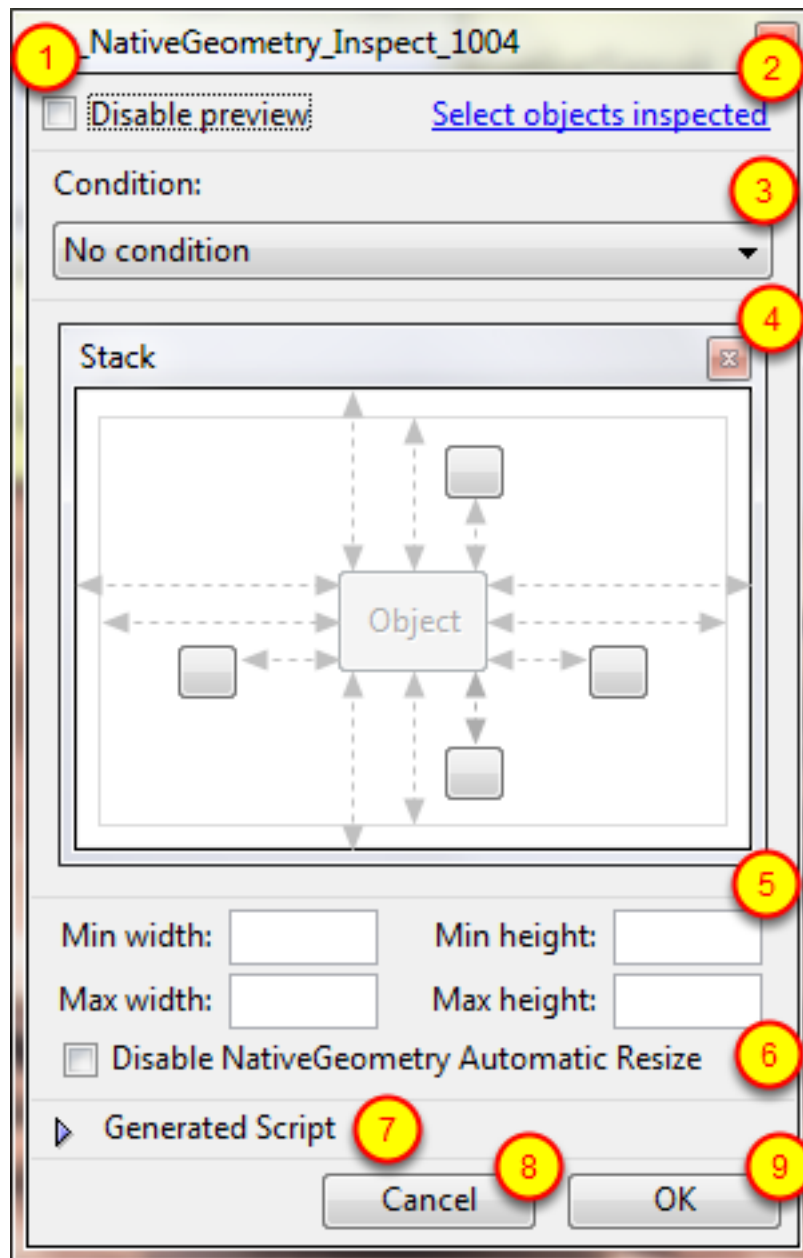 1
_NativeGeometry_Inspect_1004
2
Disable preview
Select objects inspected
Condition:
3
No condition
4
Stack
Object
5
Min width:
Min height:
Max width:
Max height:
Disable NativeGeometry Automatic Resize
6
Generated Script
7
8
9
Cancel
OK